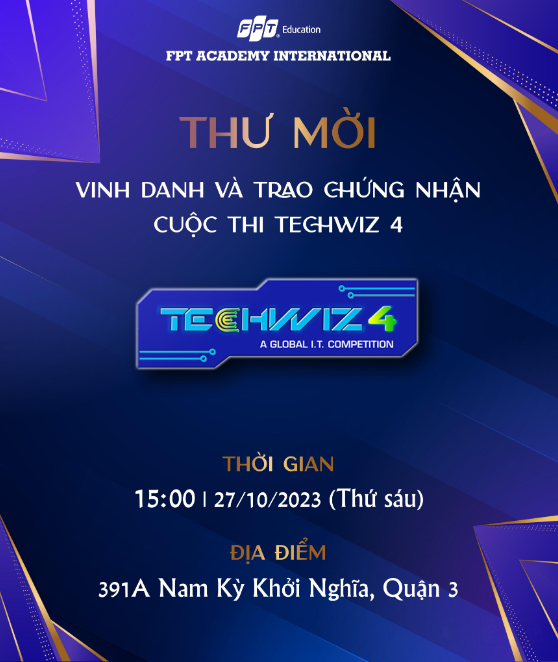 FPT Education
FPT ACADEMY INTERNATIONAL
THƯ MỜI
VINH DANH VÀ TRAO CHỨNG NHẬN
CUỘC THI TECHWIZ 4
TECHWIZ 4
A GLOBAL I.T. COMPETITION
THỜI GIAN
15:00 | 27/10/2023 (Thứ sáu)
ĐỊA ĐIỂM
391A Nam Kỳ Khởi Nghĩa, Quận 3